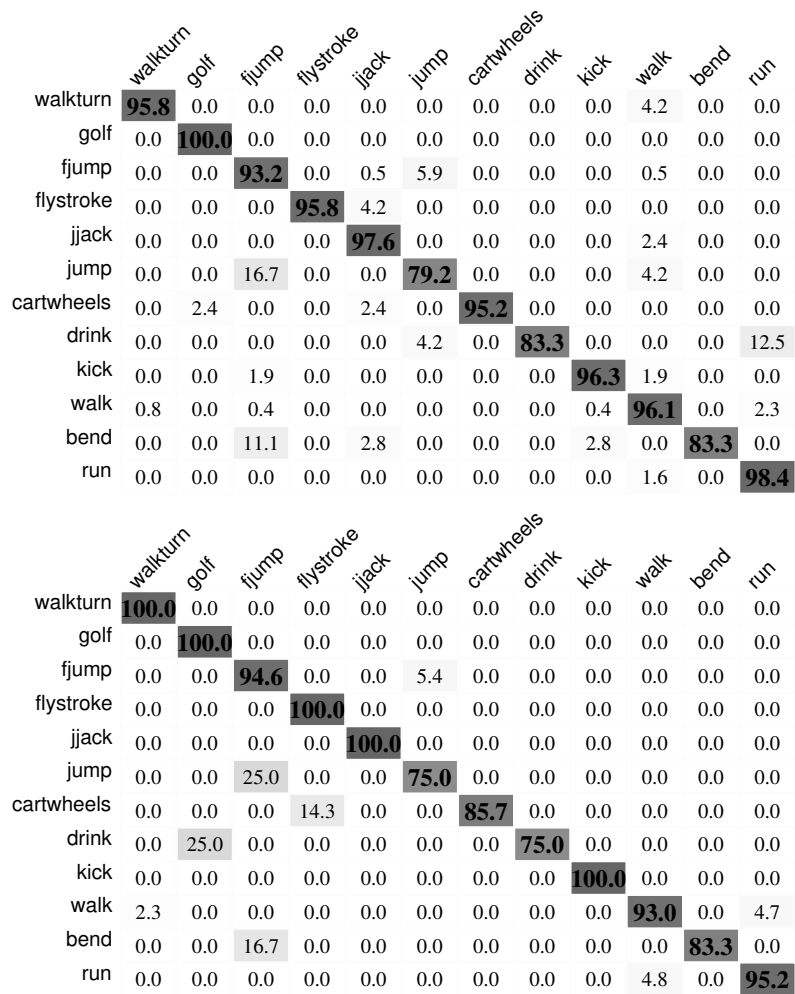 walkturn golf fjump flystroke jjack jump cartwheels drink kick walk bend run
walkturn 95.8 0.0 0.0 0.0 0.0 0.0 0.0 0.0 0.0 4.2 0.0 0.0
golf 0.0 100.0 0.0 0.0 0.0 0.0 0.0 0.0 0.0 0.0 0.0 0.0
fjump 0.0 0.0 93.2 0.0 0.5 5.9 0.0 0.0 0.0 0.5 0.0 0.0
flystroke 0.0 0.0 0.0 95.8 4.2 0.0 0.0 0.0 0.0 0.0 0.0 0.0
jjack 0.0 0.0 0.0 0.0 97.6 0.0 0.0 0.0 0.0 2.4 0.0 0.0
jump 0.0 0.0 16.7 0.0 0.0 79.2 0.0 0.0 0.0 4.2 0.0 0.0
cartwheels 0.0 2.4 0.0 0.0 2.4 0.0 95.2 0.0 0.0 0.0 0.0 0.0
drink 0.0 0.0 0.0 0.0 0.0 4.2 0.0 83.3 0.0 0.0 0.0 12.5
kick 0.0 0.0 1.9 0.0 0.0 0.0 0.0 0.0 96.3 1.9 0.0 0.0
walk 0.8 0.0 0.4 0.0 0.0 0.0 0.0 0.0 0.4 96.1 0.0 2.3
bend 0.0 0.0 11.1 0.0 2.8 0.0 0.0 0.0 2.8 0.0 83.3 0.0
run 0.0 0.0 0.0 0.0 0.0 0.0 0.0 0.0 0.0 1.6 0.0 98.4
walkturn golf fjump flystroke jjack jump cartwheels drink kick walk bend run
walkturn 100.0 0.0 0.0 0.0 0.0 0.0 0.0 0.0 0.0 0.0 0.0 0.0
golf 0.0 100.0 0.0 0.0 0.0 0.0 0.0 0.0 0.0 0.0 0.0 0.0
fjump 0.0 0.0 94.6 0.0 0.0 5.4 0.0 0.0 0.0 0.0 0.0 0.0
flystroke 0.0 0.0 0.0 100.0 0.0 0.0 0.0 0.0 0.0 0.0 0.0 0.0
jjack 0.0 0.0 0.0 0.0 100.0 0.0 0.0 0.0 0.0 0.0 0.0 0.0
jump 0.0 0.0 25.0 0.0 0.0 75.0 0.0 0.0 0.0 0.0 0.0 0.0
cartwheels 0.0 0.0 0.0 14.3 0.0 0.0 85.7 0.0 0.0 0.0 0.0 0.0
drink 0.0 25.0 0.0 0.0 0.0 0.0 0.0 75.0 0.0 0.0 0.0 0.0
kick 0.0 0.0 0.0 0.0 0.0 0.0 0.0 0.0 100.0 0.0 0.0 0.0
walk 2.3 0.0 0.0 0.0 0.0 0.0 0.0 0.0 0.0 93.0 0.0 4.7
bend 0.0 0.0 16.7 0.0 0.0 0.0 0.0 0.0 0.0 0.0 83.3 0.0
run 0.0 0.0 0.0 0.0 0.0 0.0 0.0 0.0 0.0 4.8 0.0 95.2